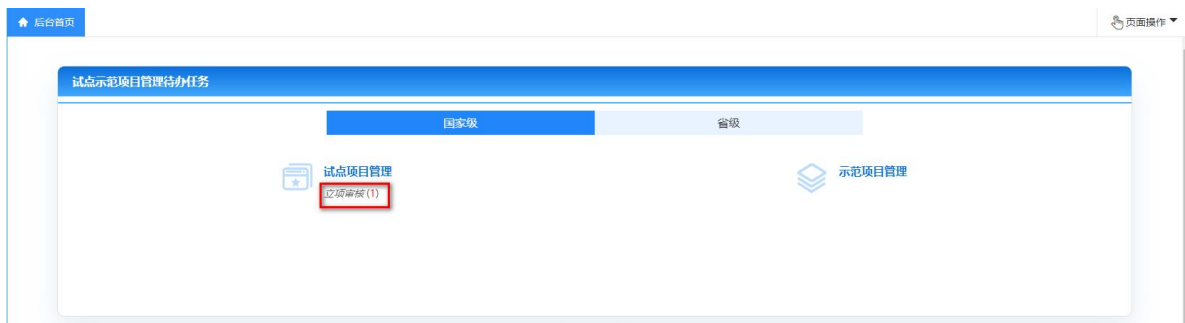 后台首页
页面操作
试点示范项目管理待办任务
国家级
省级
试点项目管理
示范项目管理
立项审核(1)